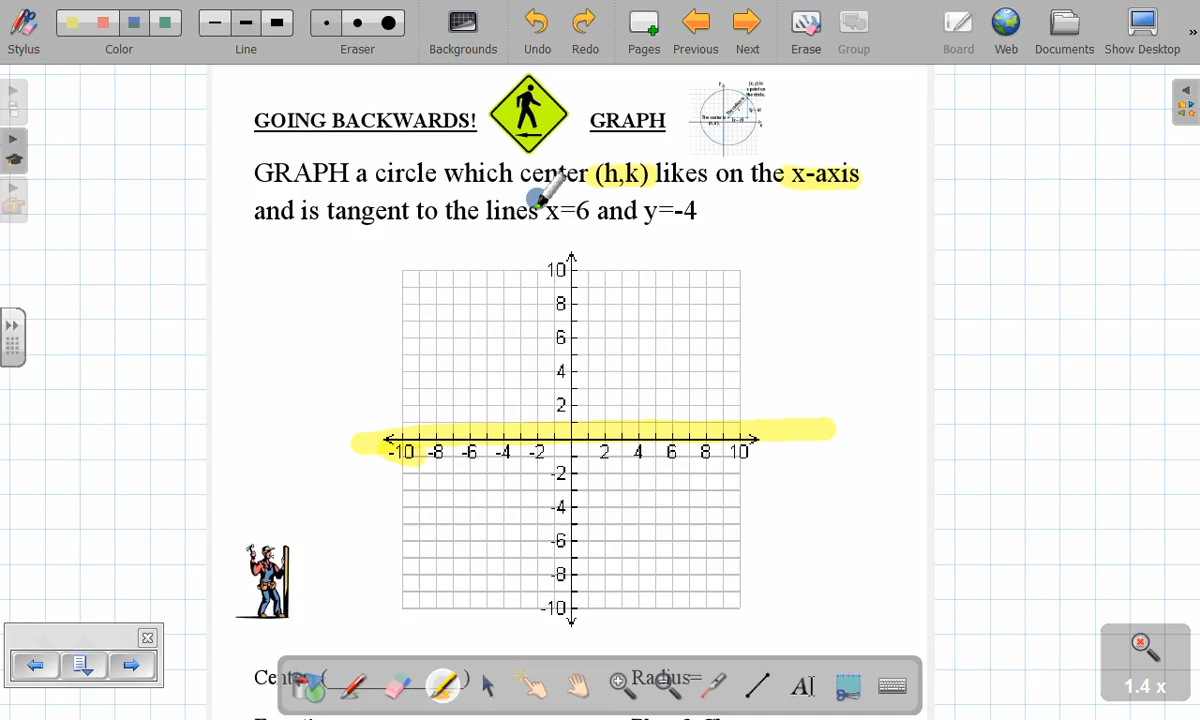 Stylus Color Line Eraser Backgrounds Undo Redo Pages Previous Next Erase Group Board Web Documents Show Desktop »
GOING BACKWARDS! GRAPH
GRAPH a circle which center (h,k) likes on the x-axis
and is tangent to the lines x=6 and y=-4
10
8
6
4
2
-10 -8 -6 -4 -2 2 4 6 8 10
-2
-4
-6
-8
-10
( ) Radius=
1.4 x